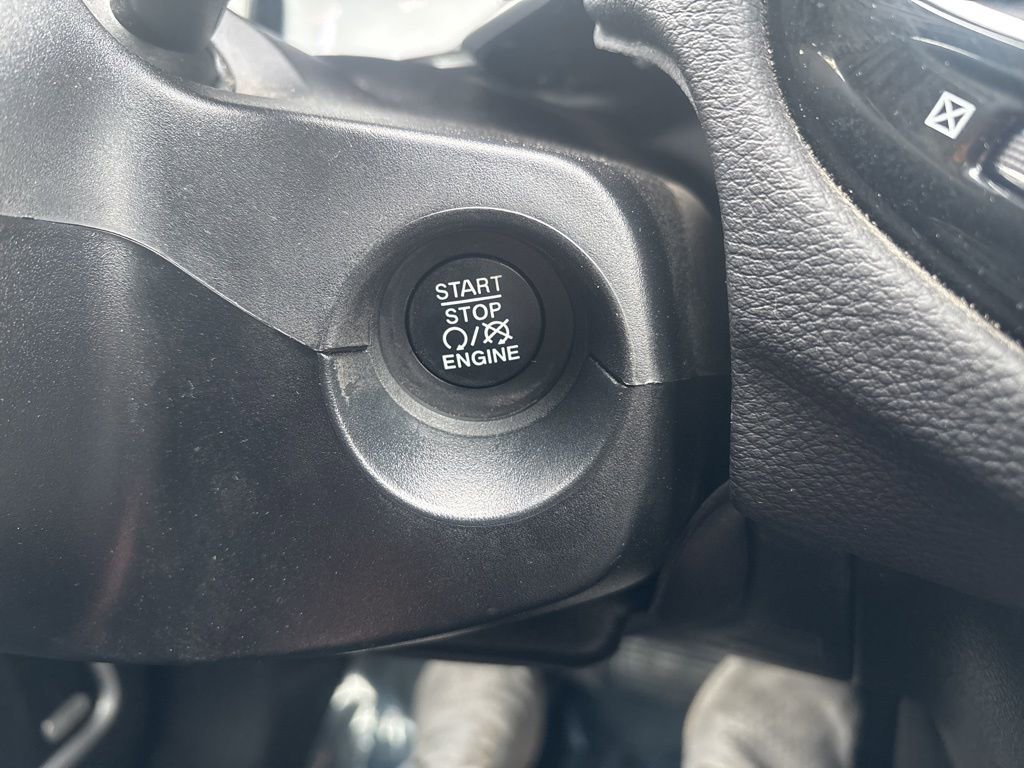 START
STOP
/
ENGINE